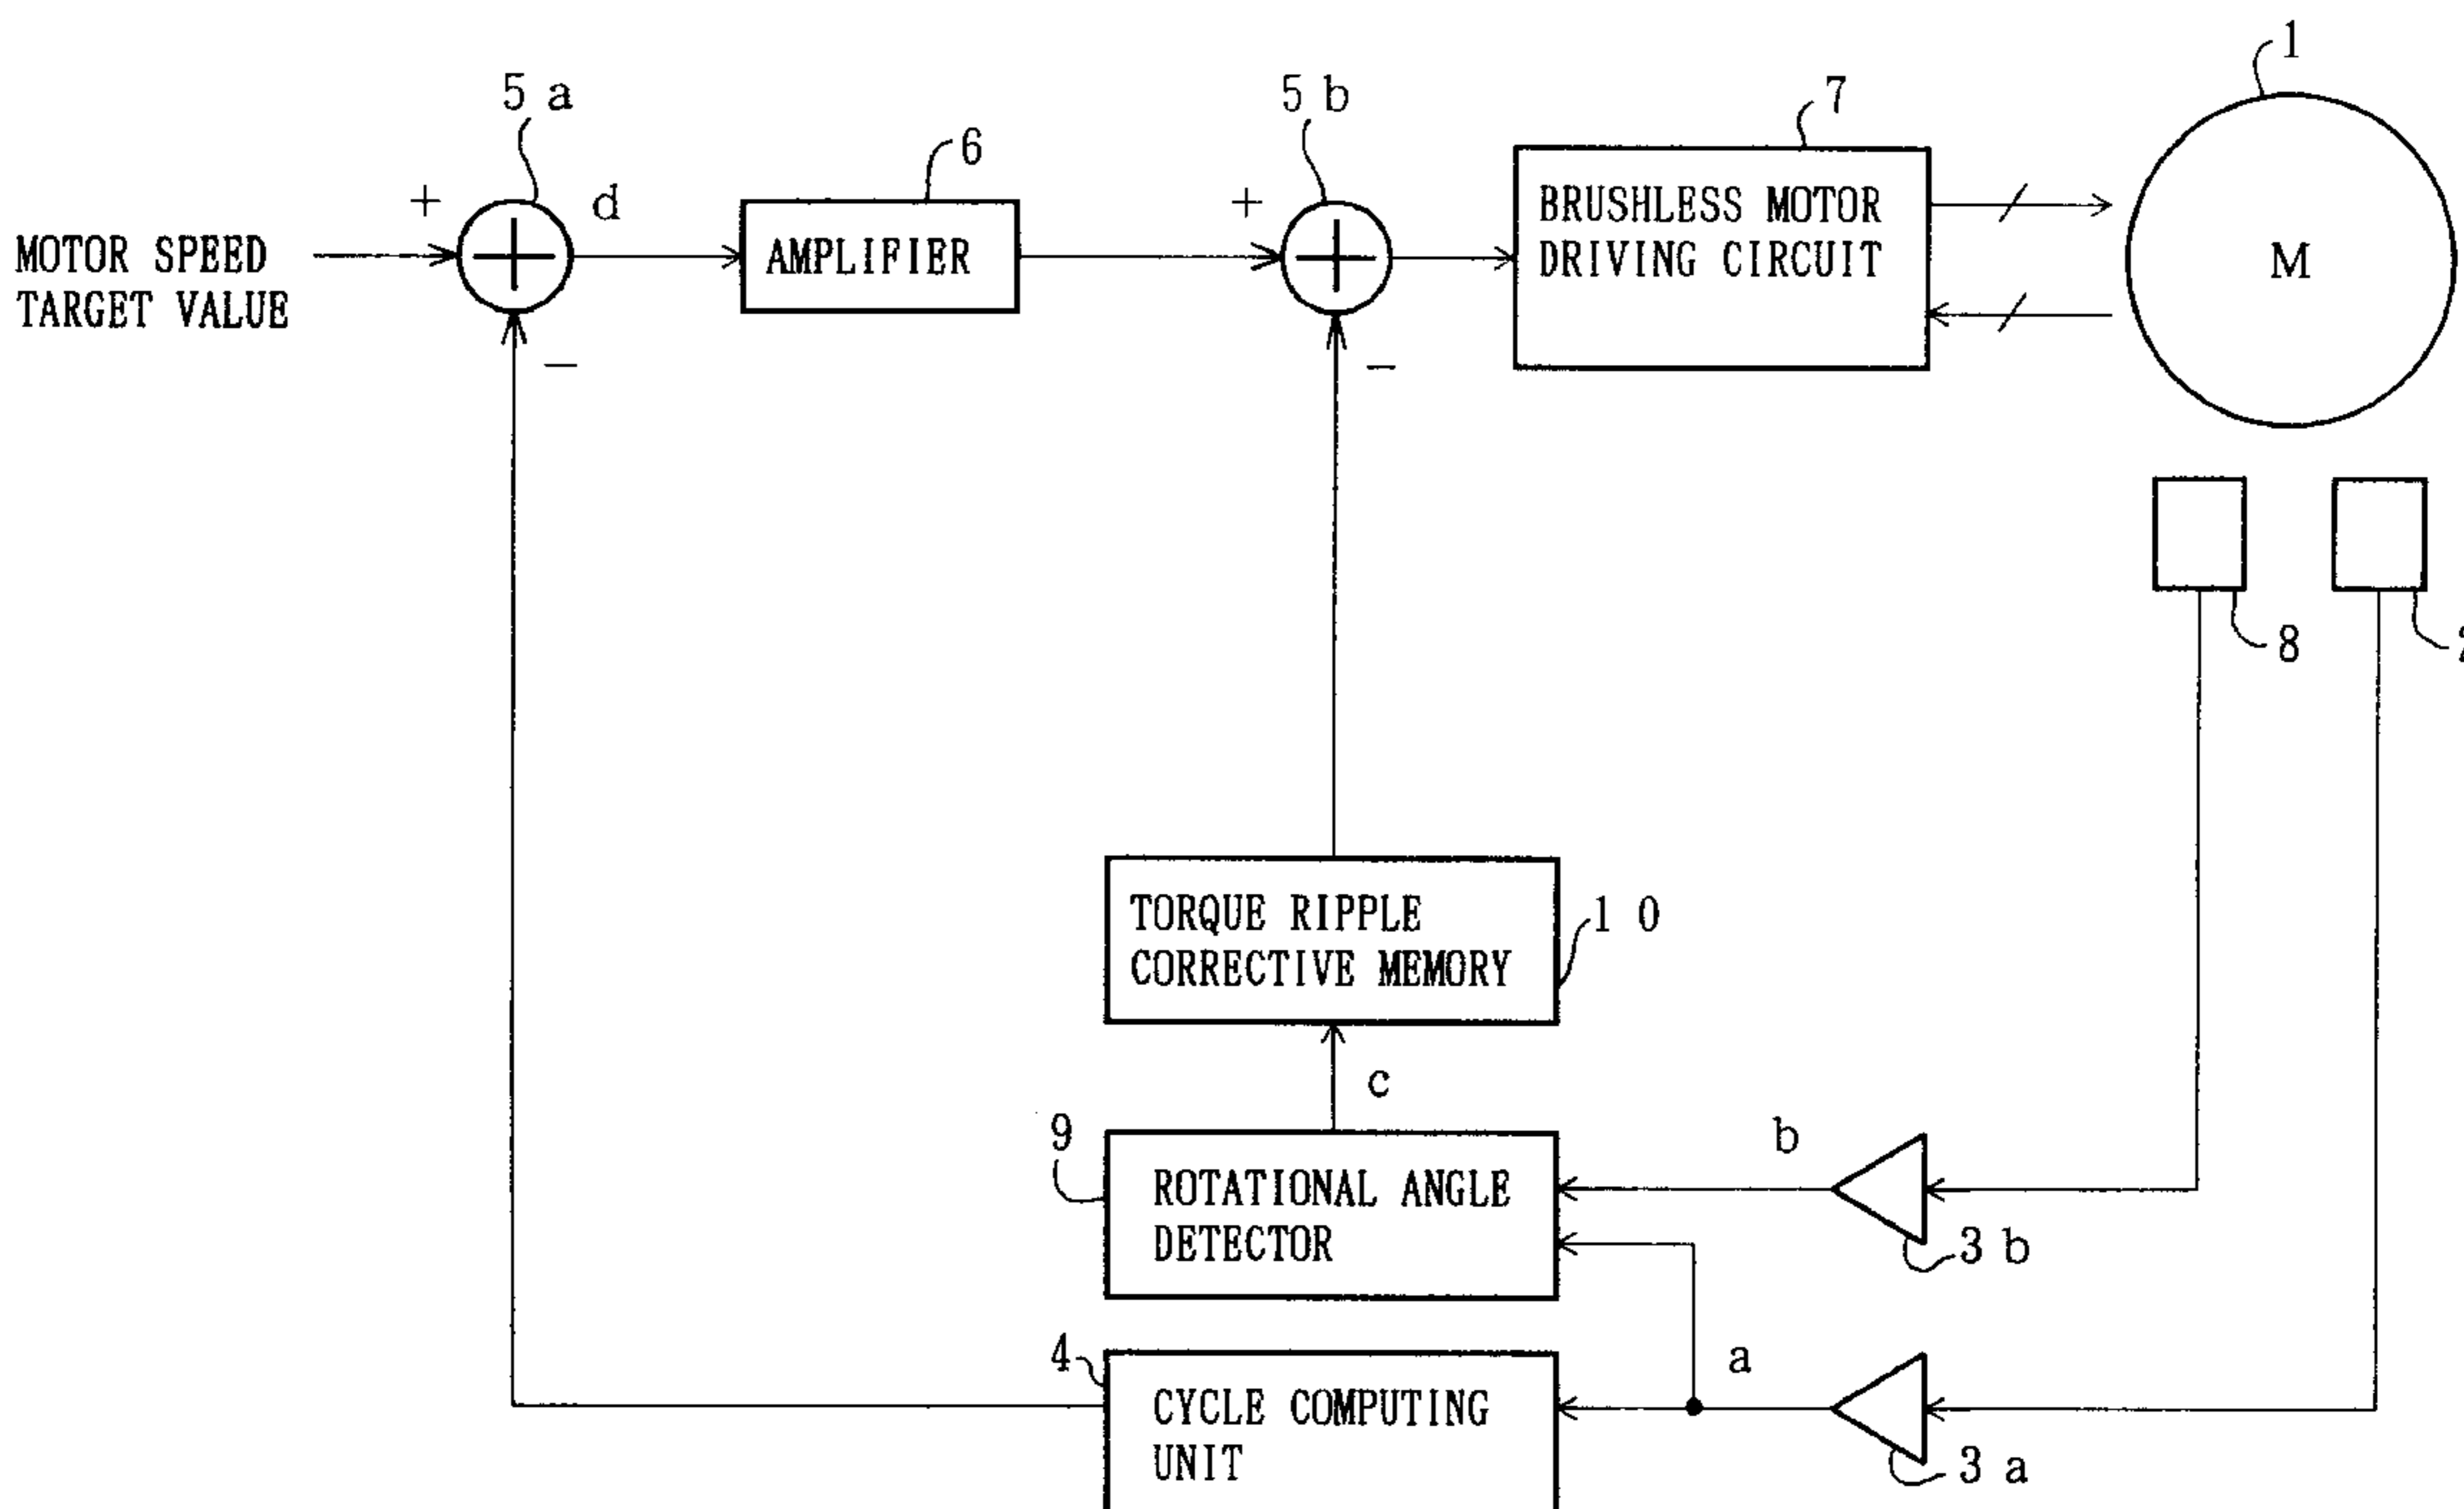 1
5 a
5 b
7
6
+
d
+
BRUSHLESS MOTOR
DRIVING CIRCUIT
MOTOR SPEED
TARGET VALUE
AMPLIFIER
M
−
−
8
TORQUE RIPPLE
CORRECTIVE MEMORY
1 0
c
9
b
ROTATIONAL ANGLE
DETECTOR
3 b
4
a
CYCLE COMPUTING
UNIT
3 a